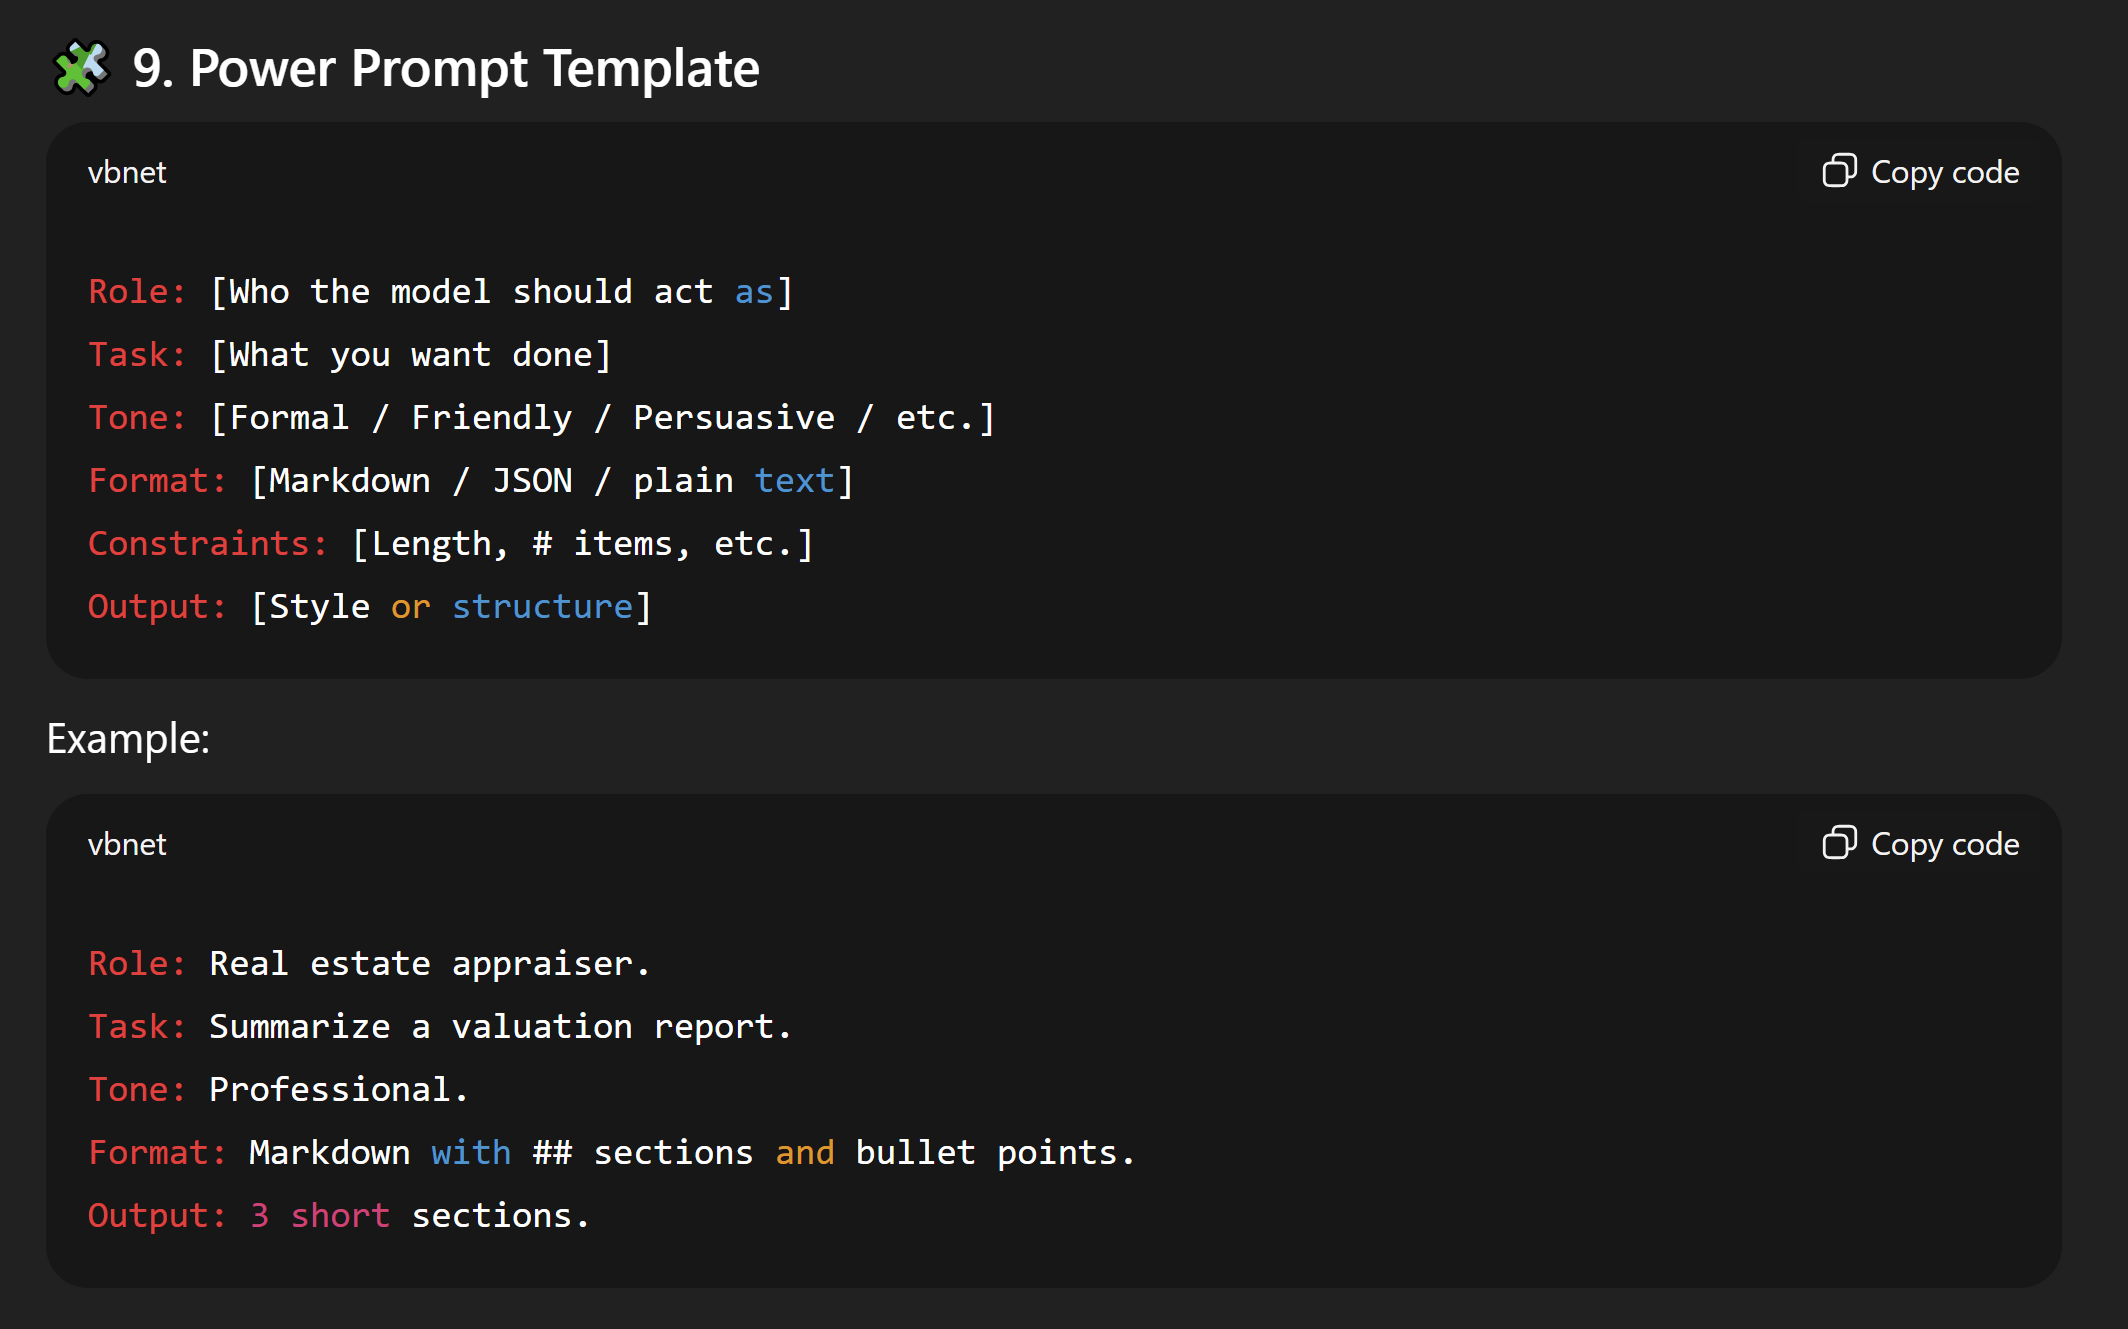 🧩 9. Power Prompt Template
vbnet
Copy code
Role: [Who the model should act as]
Task: [What you want done]
Tone: [Formal / Friendly / Persuasive / etc.]
Format: [Markdown / JSON / plain text]
Constraints: [Length, # items, etc.]
Output: [Style or structure]
Example:
vbnet
Copy code
Role: Real estate appraiser.
Task: Summarize a valuation report.
Tone: Professional.
Format: Markdown with ## sections and bullet points.
Output: 3 short sections.